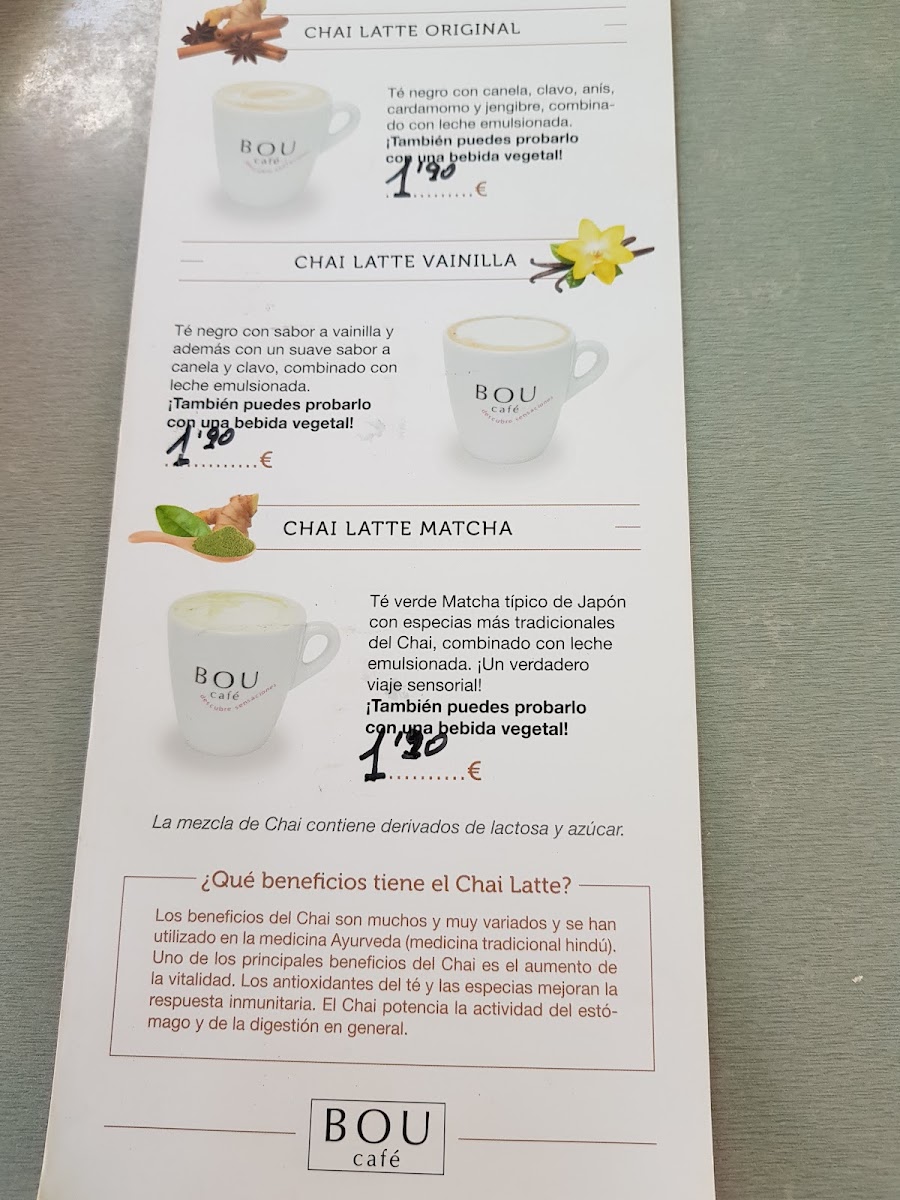 CHAI LATTE ORIGINAL
Té negro con canela, clavo, anís,
cardamomo y jengibre, combina-
do con leche emulsionada.
¡También puedes probarlo
con una bebida vegetal!
1'90
..........€
BOU
café
CHAI LATTE VAINILLA
Té negro con sabor a vainilla y
además con un suave sabor a
canela y clavo, combinado con
leche emulsionada.
¡También puedes probarlo
con una bebida vegetal!
1'90
............€
BOU
café
descubre sensaciones
CHAI LATTE MATCHA
Té verde Matcha típico de Japón
con especias más tradicionales
del Chai, combinado con leche
emulsionada. ¡Un verdadero
viaje sensorial!
¡También puedes probarlo
con una bebida vegetal!
1'90
..........€
BOU
café
descubre sensaciones
La mezcla de Chai contiene derivados de lactosa y azúcar.
¿Qué beneficios tiene el Chai Latte?
Los beneficios del Chai son muchos y muy variados y se han
utilizado en la medicina Ayurveda (medicina tradicional hindú).
Uno de los principales beneficios del Chai es el aumento de
la vitalidad. Los antioxidantes del té y las especias mejoran la
respuesta inmunitaria. El Chai potencia la actividad del estó-
mago y de la digestión en general.
BOU
café